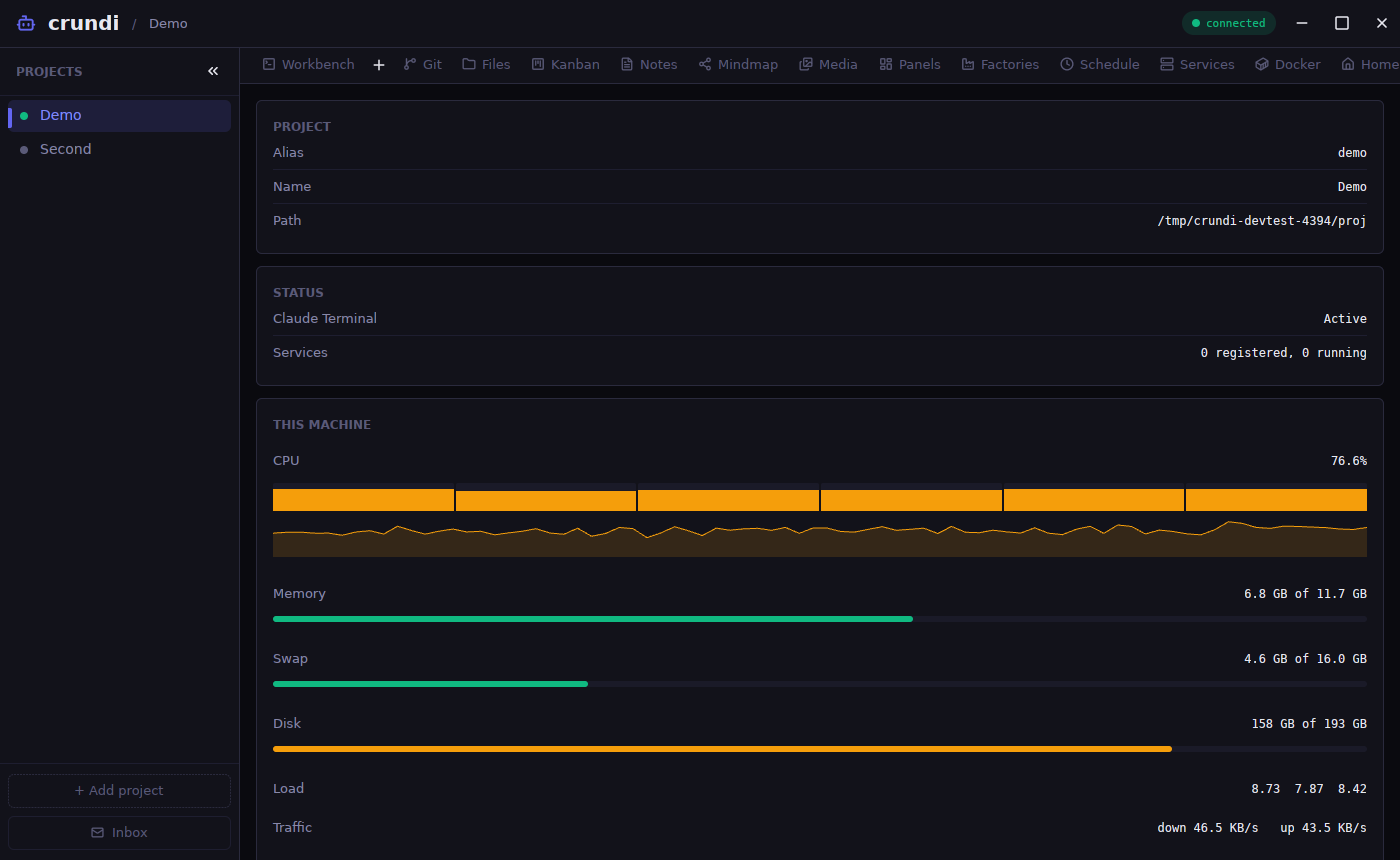 crundi / Demo
connected
PROJECTS
Workbench + Git Files Kanban Notes Mindmap Media Panels Factories Schedule Services Docker Home
Demo
Second
PROJECT
Alias demo
Name Demo
Path /tmp/crundi-devtest-4394/proj
STATUS
Claude Terminal Active
Services 0 registered, 0 running
THIS MACHINE
CPU 76.6%
Memory 6.8 GB of 11.7 GB
Swap 4.6 GB of 16.0 GB
Disk 158 GB of 193 GB
Load 8.73 7.87 8.42
Traffic down 46.5 KB/s up 43.5 KB/s
+ Add project
Inbox